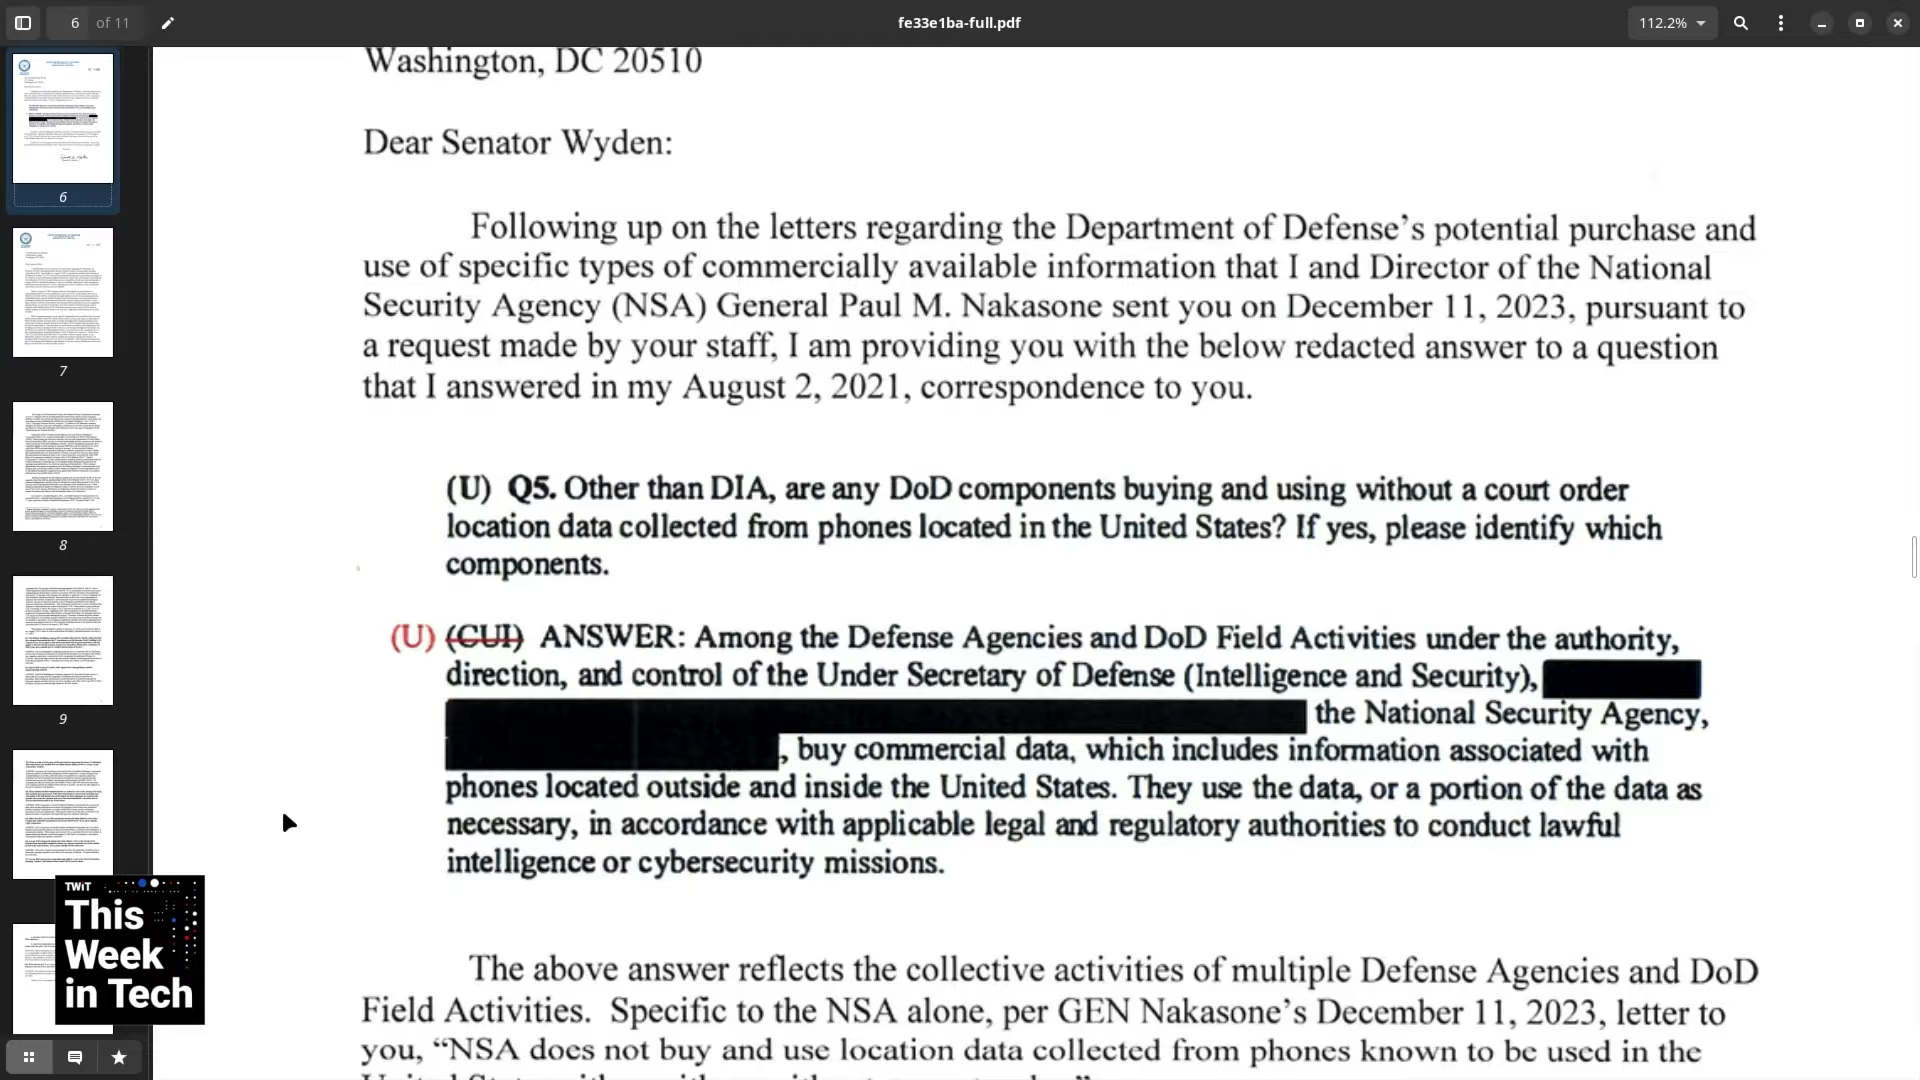 6 of 11
fe33e1ba-full.pdf
112.2%
Washington, DC 20510
Dear Senator Wyden:
Following up on the letters regarding the Department of Defense’s potential purchase and
use of specific types of commercially available information that I and Director of the National
Security Agency (NSA) General Paul M. Nakasone sent you on December 11, 2023, pursuant to
a request made by your staff, I am providing you with the below redacted answer to a question
that I answered in my August 2, 2021, correspondence to you.
(U) Q5. Other than DIA, are any DoD components buying and using without a court order
location data collected from phones located in the United States? If yes, please identify which
components.
(U) (CUI) ANSWER: Among the Defense Agencies and DoD Field Activities under the authority,
direction, and control of the Under Secretary of Defense (Intelligence and Security),
the National Security Agency,
, buy commercial data, which includes information associated with
phones located outside and inside the United States. They use the data, or a portion of the data as
necessary, in accordance with applicable legal and regulatory authorities to conduct lawful
intelligence or cybersecurity missions.
The above answer reflects the collective activities of multiple Defense Agencies and DoD
Field Activities. Specific to the NSA alone, per GEN Nakasone’s December 11, 2023, letter to
you, “NSA does not buy and use location data collected from phones known to be used in the
6
7
8
9
TWiT
This
Week
in Tech